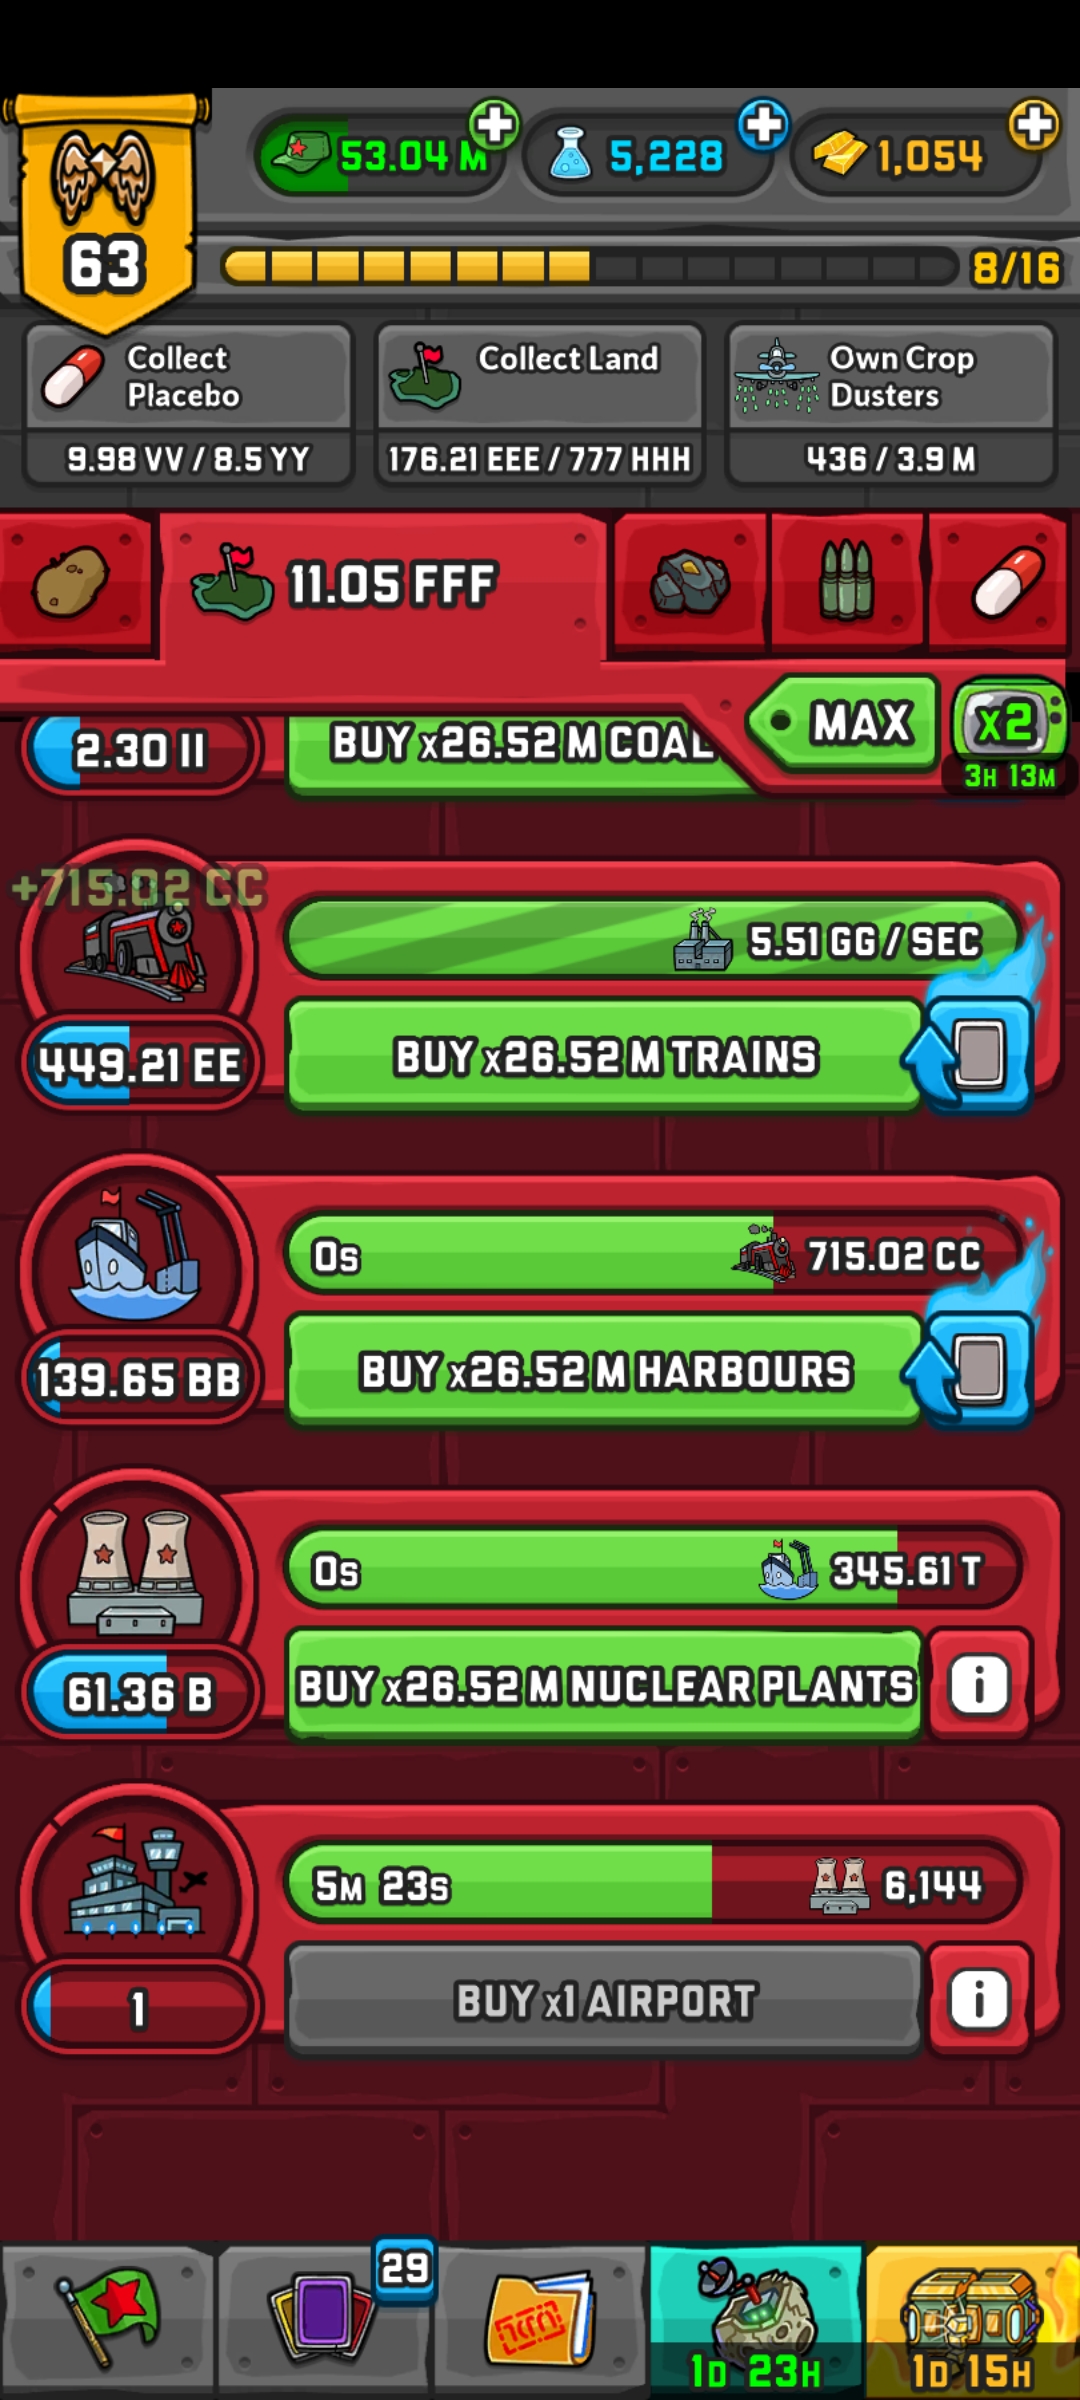 63
53.04 M
5,228
1,054
8/16
Collect
Placebo
9.98 VV / 8.5 YY
Collect Land
176.21 EEE / 777 HHH
Own Crop
Dusters
436 / 3.9 M
11.05 FFF
MAX
x2
3H 13M
2.30 II
BUY x26.52 M COAL
+715.02 CC
5.51 GG / SEC
449.21 EE
BUY x26.52 M TRAINS
0s
715.02 CC
139.65 BB
BUY x26.52 M HARBOURS
0s
345.61 T
61.36 B
BUY x26.52 M NUCLEAR PLANTS
i
5M 23s
6,144
1
BUY x1 AIRPORT
i
29
1D 23H
1D 15H